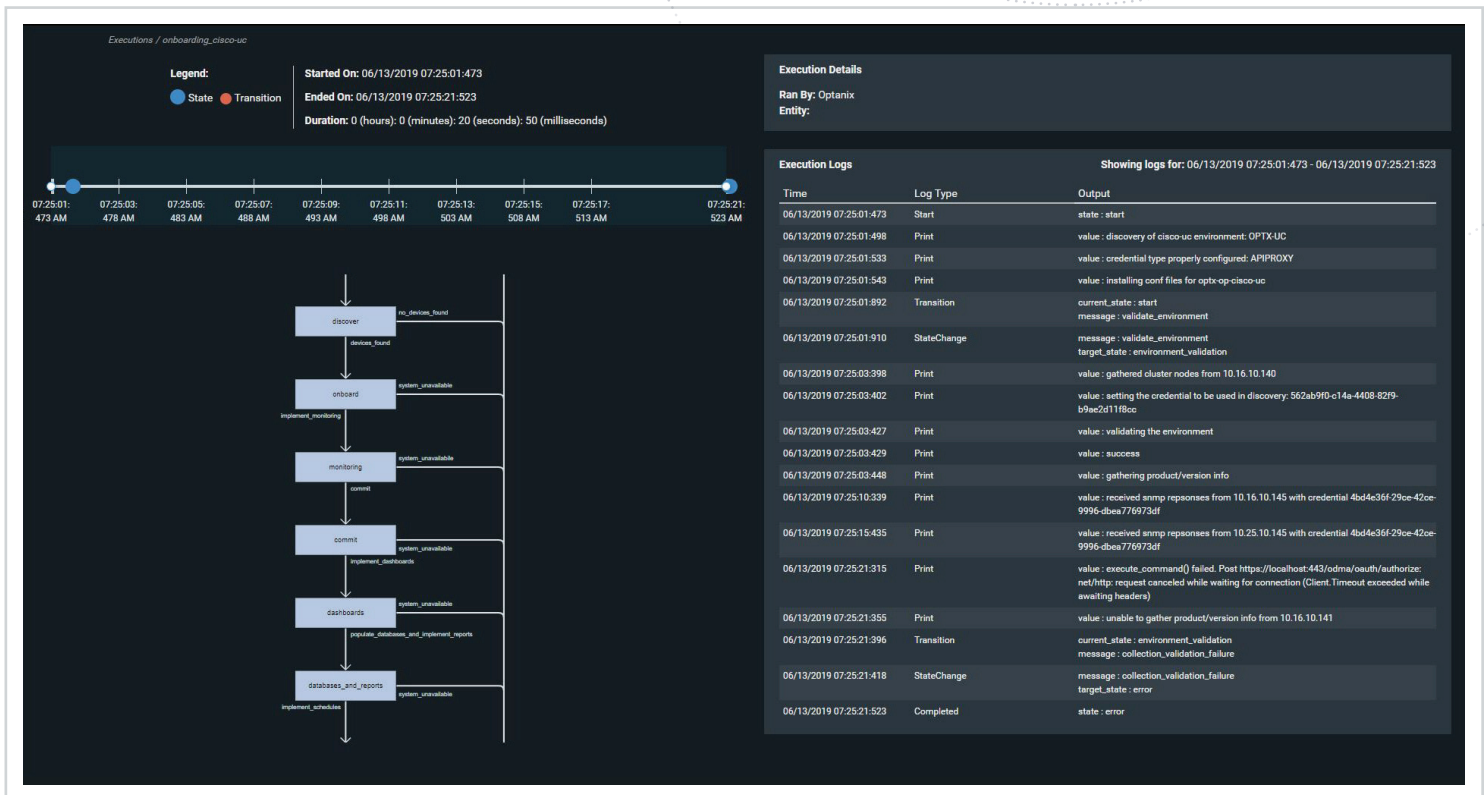 Executions / onboarding_cisco-uc
Legend:
State
Transition
Started On: 06/13/2019 07:25:01:473
Ended On: 06/13/2019 07:25:21:523
Duration: 0 (hours): 0 (minutes): 20 (seconds): 50 (milliseconds)
07:25:01: 07:25:03: 07:25:05: 07:25:07: 07:25:09: 07:25:11: 07:25:13: 07:25:15: 07:25:17: 07:25:21:
473 AM 478 AM 483 AM 488 AM 493 AM 498 AM 503 AM 508 AM 513 AM 523 AM
discover
no_devices_found
devices_found
onboard
system_unavailable
implement_monitoring
monitoring
system_unavailabile
commit
commit
system_unavailable
implement_dashboards
dashboards
system_unavailable
populate_databases_and_implement_reports
databases_and_reports
system_unavailable
implement_schedules
Execution Details
Ran By: Optanix
Entity:
Execution Logs
Showing logs for: 06/13/2019 07:25:01:473 - 06/13/2019 07:25:21:523
Time Log Type Output
06/13/2019 07:25:01:473 Start state : start
06/13/2019 07:25:01:498 Print value : discovery of cisco-uc environment: OPTX-UC
06/13/2019 07:25:01:533 Print value : credential type properly configured: APIPROXY
06/13/2019 07:25:01:543 Print value : installing conf files for optx-op-cisco-uc
06/13/2019 07:25:01:892 Transition current_state : start
message : validate_environment
06/13/2019 07:25:01:910 StateChange message : validate_environment
target_state : environment_validation
06/13/2019 07:25:03:398 Print value : gathered cluster nodes from 10.16.10.140
06/13/2019 07:25:03:402 Print value : setting the credential to be used in discovery: 562ab9f0-c14a-4408-82f9-
b9ae2d11f8cc
06/13/2019 07:25:03:427 Print value : validating the environment
06/13/2019 07:25:03:429 Print value : success
06/13/2019 07:25:03:448 Print value : gathering product/version info
06/13/2019 07:25:10:339 Print value : received snmp repsonses from 10.16.10.145 with credential 4bd4e36f-29ce-42ce-
9996-dbea776973df
06/13/2019 07:25:15:435 Print value : received snmp repsonses from 10.25.10.145 with credential 4bd4e36f-29ce-42ce-
9996-dbea776973df
06/13/2019 07:25:21:315 Print value : execute_command() failed. Post https://localhost:443/odma/oauth/authorize:
net/http: request canceled while waiting for connection (Client.Timeout exceeded while
awaiting headers)
06/13/2019 07:25:21:355 Print value : unable to gather product/version info from 10.16.10.141
06/13/2019 07:25:21:396 Transition current_state : environment_validation
message : collection_validation_failure
06/13/2019 07:25:21:418 StateChange message : collection_validation_failure
target_state : error
06/13/2019 07:25:21:523 Completed state : error